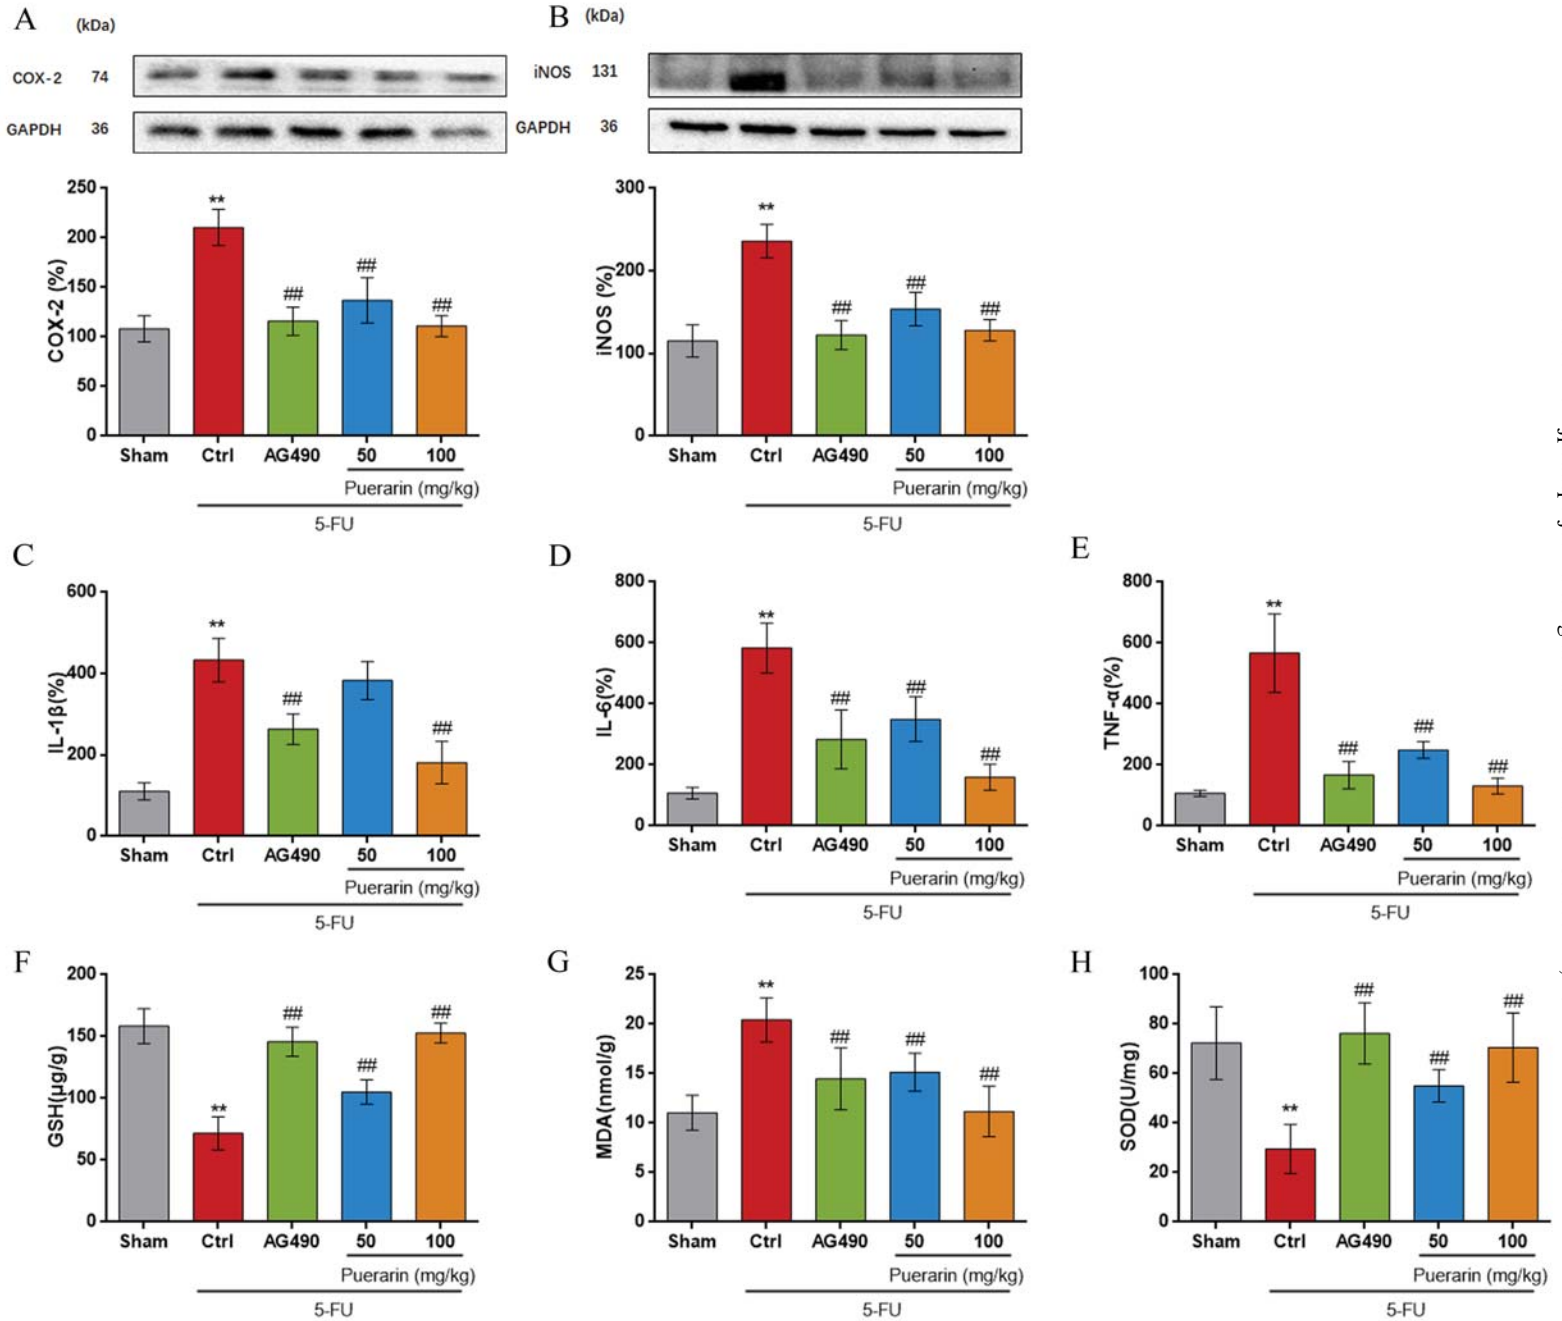 A (kDa)
COX-2 74
GAPDH 36
250
200
150
100
50
0
COX-2 (%)
**
##
##
##
Sham Ctrl AG490 50 100
Puerarin (mg/kg)
5-FU
B (kDa)
iNOS 131
GAPDH 36
300
200
100
0
iNOS (%)
**
##
##
##
Sham Ctrl AG490 50 100
Puerarin (mg/kg)
5-FU
C
600
400
200
0
IL-1β(%)
**
##
##
Sham Ctrl AG490 50 100
Puerarin (mg/kg)
5-FU
D
800
600
400
200
0
IL-6(%)
**
##
##
##
Sham Ctrl AG490 50 100
Puerarin (mg/kg)
5-FU
E
800
600
400
200
0
TNF-α(%)
**
##
##
##
Sham Ctrl AG490 50 100
Puerarin (mg/kg)
5-FU
F
200
150
100
50
0
GSH(μg/g)
**
##
##
##
Sham Ctrl AG490 50 100
Puerarin (mg/kg)
5-FU
G
25
20
15
10
5
0
MDA(nmol/g)
**
##
##
##
Sham Ctrl AG490 50 100
Puerarin (mg/kg)
5-FU
H
100
80
60
40
20
0
SOD(U/mg)
**
##
##
##
Sham Ctrl AG490 50 100
Puerarin (mg/kg)
5-FU